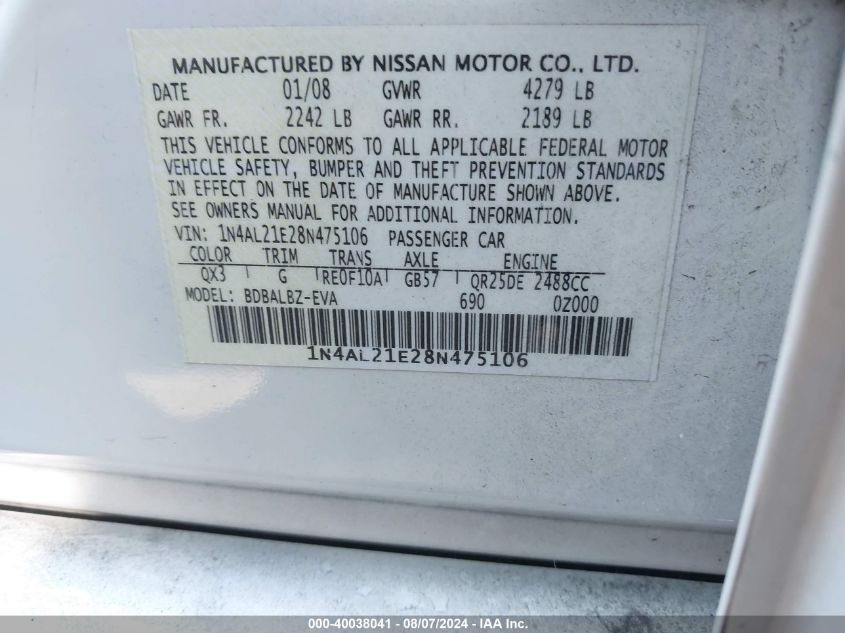 MANUFACTURED BY NISSAN MOTOR CO., LTD.
DATE 01/08 GVWR 4279 LB
GAWR FR. 2242 LB GAWR RR. 2189 LB
THIS VEHICLE CONFORMS TO ALL APPLICABLE FEDERAL MOTOR
VEHICLE SAFETY, BUMPER AND THEFT PREVENTION STANDARDS
IN EFFECT ON THE DATE OF MANUFACTURE SHOWN ABOVE.
SEE OWNERS MANUAL FOR ADDITIONAL INFORMATION.
VIN: 1N4AL21E28N475106 PASSENGER CAR
COLOR TRIM TRANS AXLE ENGINE
QX3 G RE0F10A GB57 QR25DE 2488CC
MODEL: BDBALBZ-EVA 690 0Z000
1N4AL21E28N475106
000-40038041 - 08/07/2024 - IAA Inc.